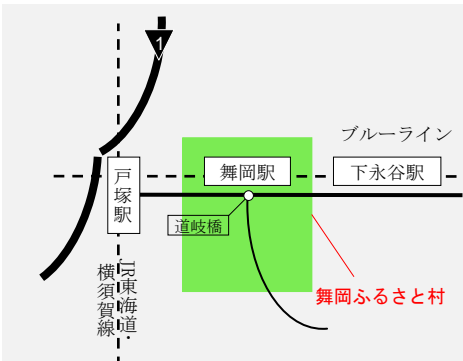 1
ブルーライン
戸塚駅
舞岡駅
下永谷駅
道岐橋
JR東海道・
横須賀線
舞岡ふるさと村